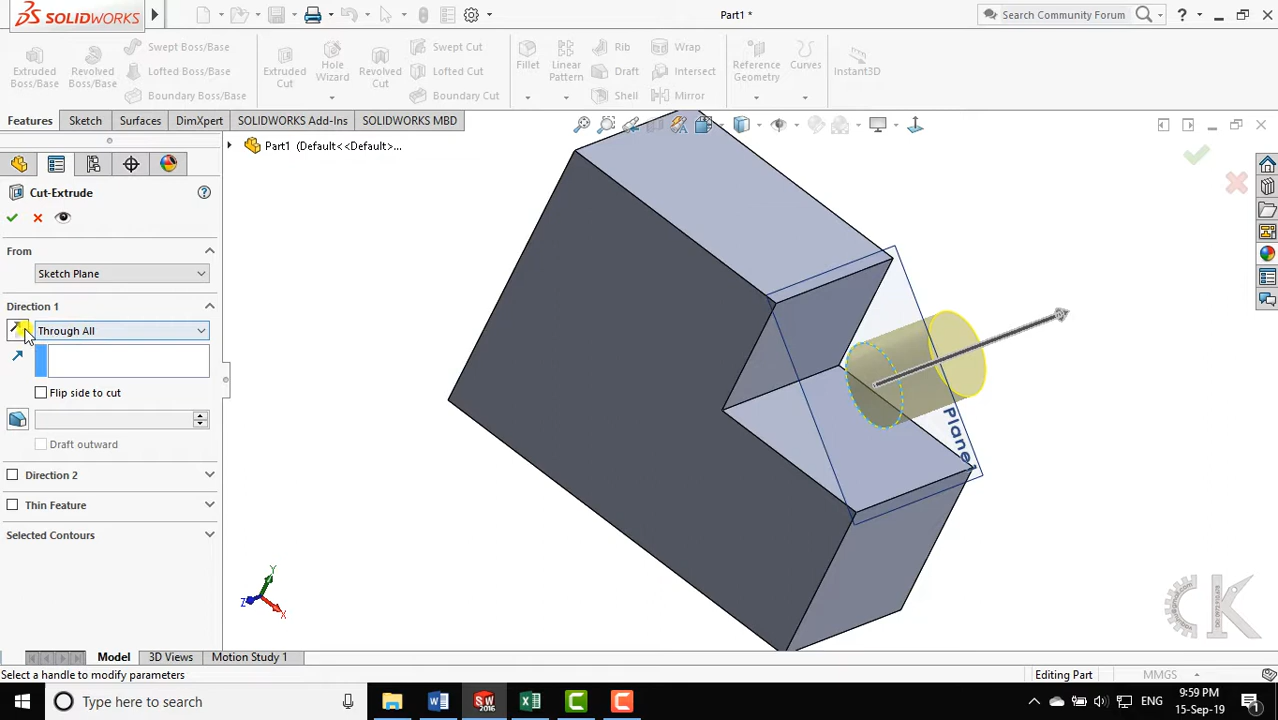 SOLIDWORKS
Part1 *
Search Community Forum
?
Extruded Boss/Base
Revolved Boss/Base
Swept Boss/Base
Lofted Boss/Base
Boundary Boss/Base
Extruded Cut
Hole Wizard
Revolved Cut
Swept Cut
Lofted Cut
Boundary Cut
Fillet
Linear Pattern
Rib
Draft
Shell
Wrap
Intersect
Mirror
Reference Geometry
Curves
Instant3D
Features
Sketch
Surfaces
DimXpert
SOLIDWORKS Add-Ins
SOLIDWORKS MBD
Part1 (Default<<Default>...
Cut-Extrude
?
From
Sketch Plane
Direction 1
Through All
Flip side to cut
Draft outward
Direction 2
Thin Feature
Selected Contours
Plane
Y
Z
X
CK
Model
3D Views
Motion Study 1
Select a handle to modify parameters
Editing Part
MMGS
Type here to search
SW
2016
ENG
9:59 PM
15-Sep-19
1